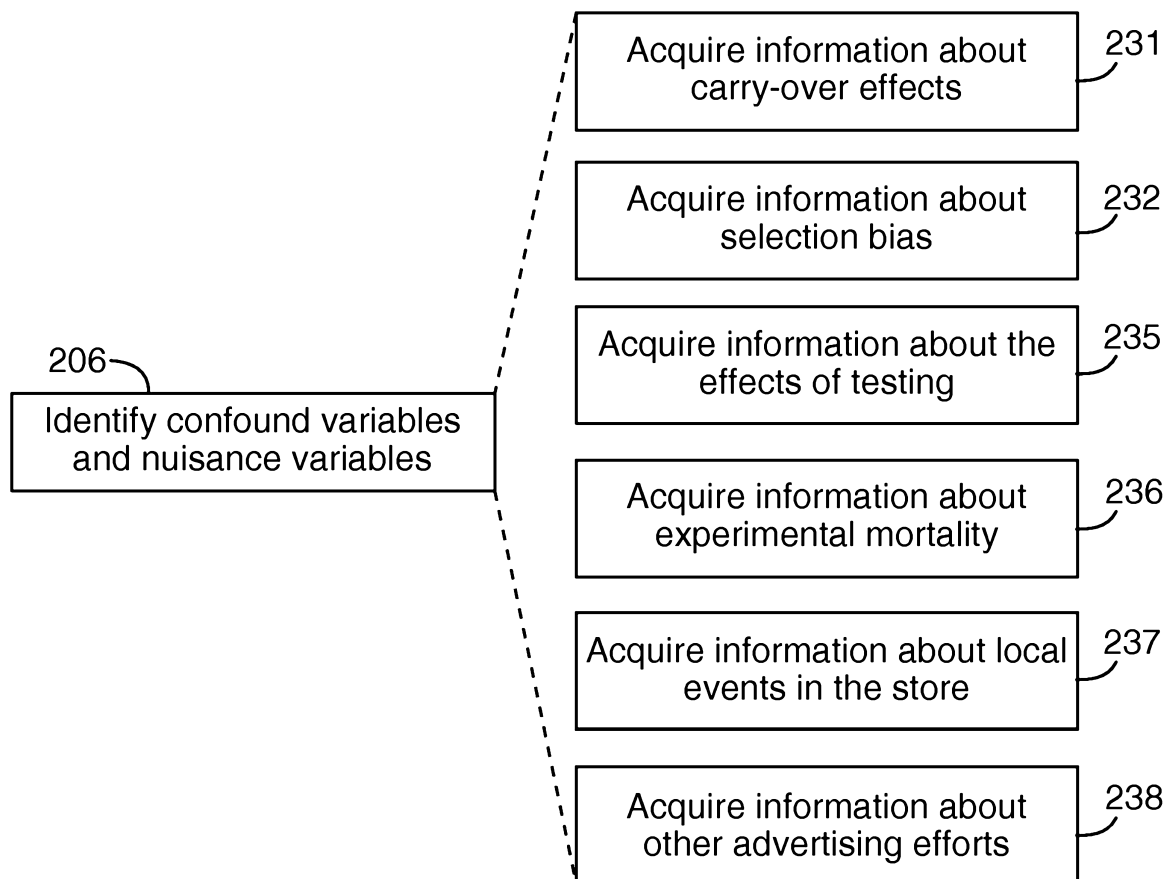 Acquire information about
carry-over effects
231
Acquire information about
selection bias
232
Acquire information about the
effects of testing
235
206
Identify confound variables
and nuisance variables
Acquire information about
experimental mortality
236
Acquire information about local
events in the store
237
Acquire information about
other advertising efforts
238